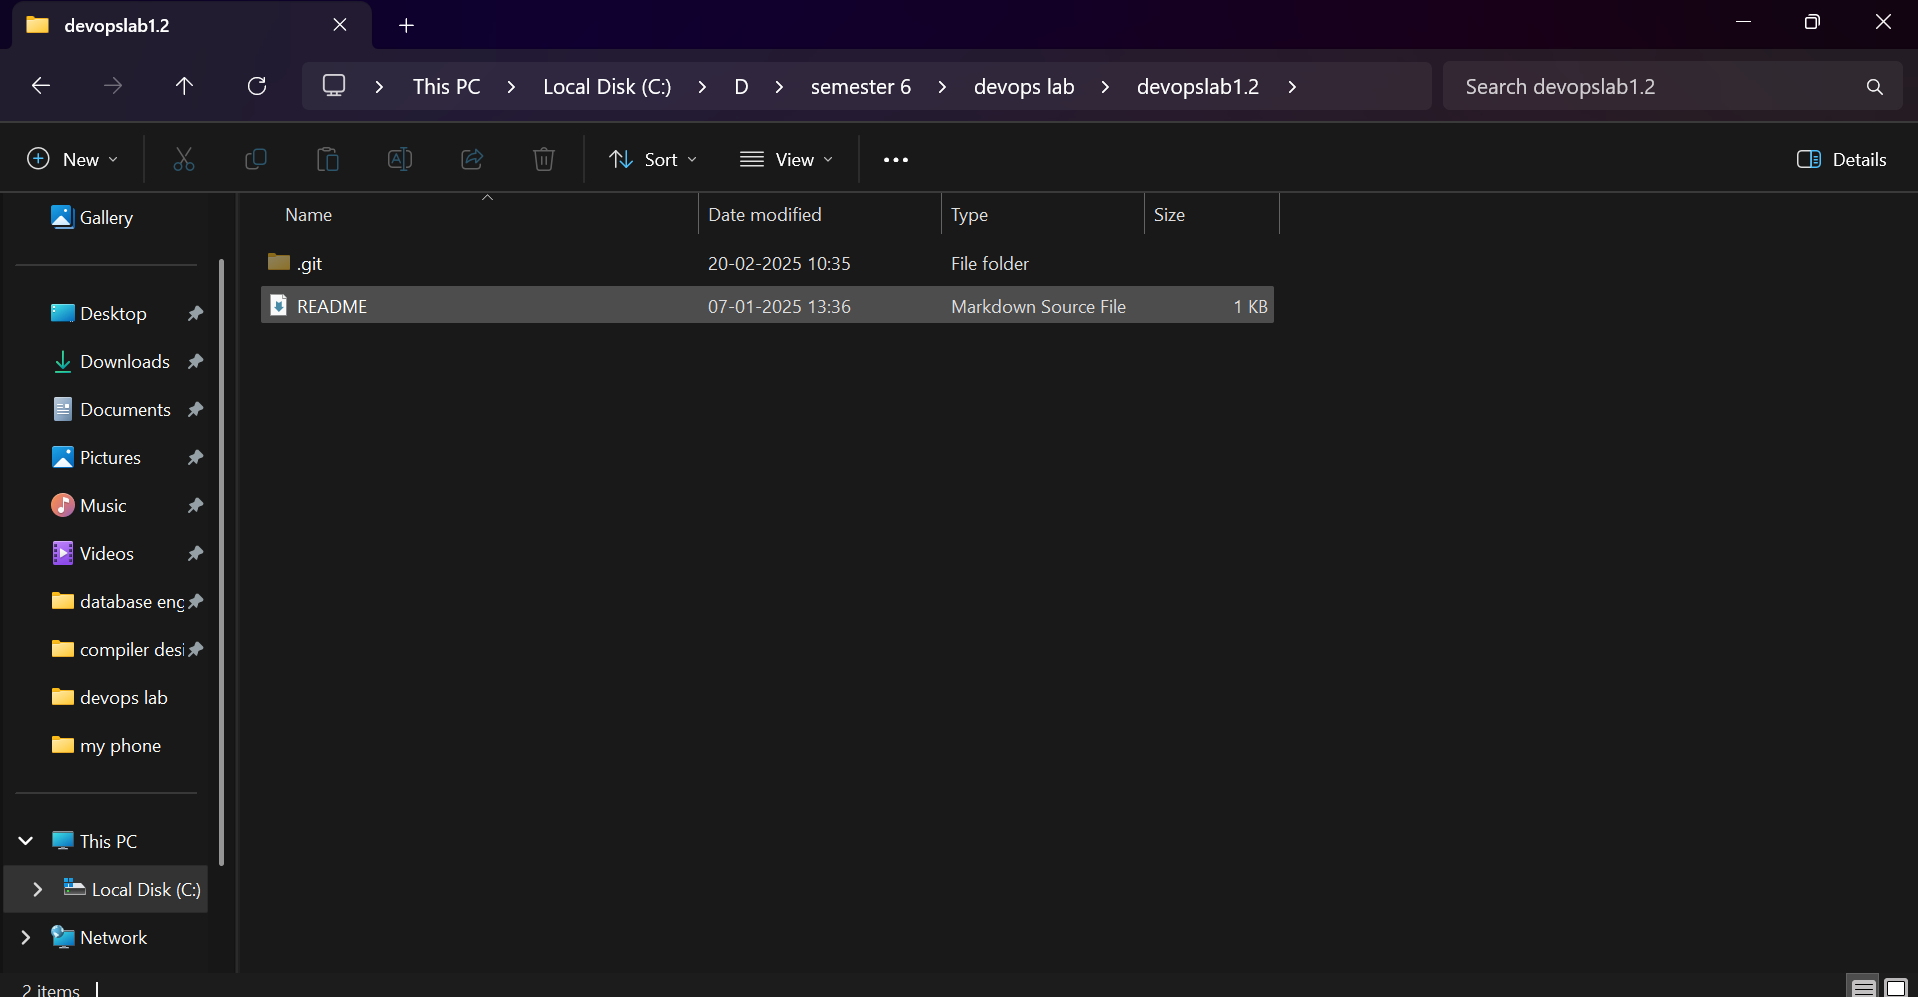 devopslab1.2
This PC > Local Disk (C:) > D > semester 6 > devops lab > devopslab1.2 >
Search devopslab1.2
New
Sort
View
Details
Name
Date modified
Type
Size
.git
20-02-2025 10:35
File folder
README
07-01-2025 13:36
Markdown Source File
1 KB
Gallery
Desktop
Downloads
Documents
Pictures
Music
Videos
database eng
compiler desi
devops lab
my phone
This PC
Local Disk (C:)
Network
2 items